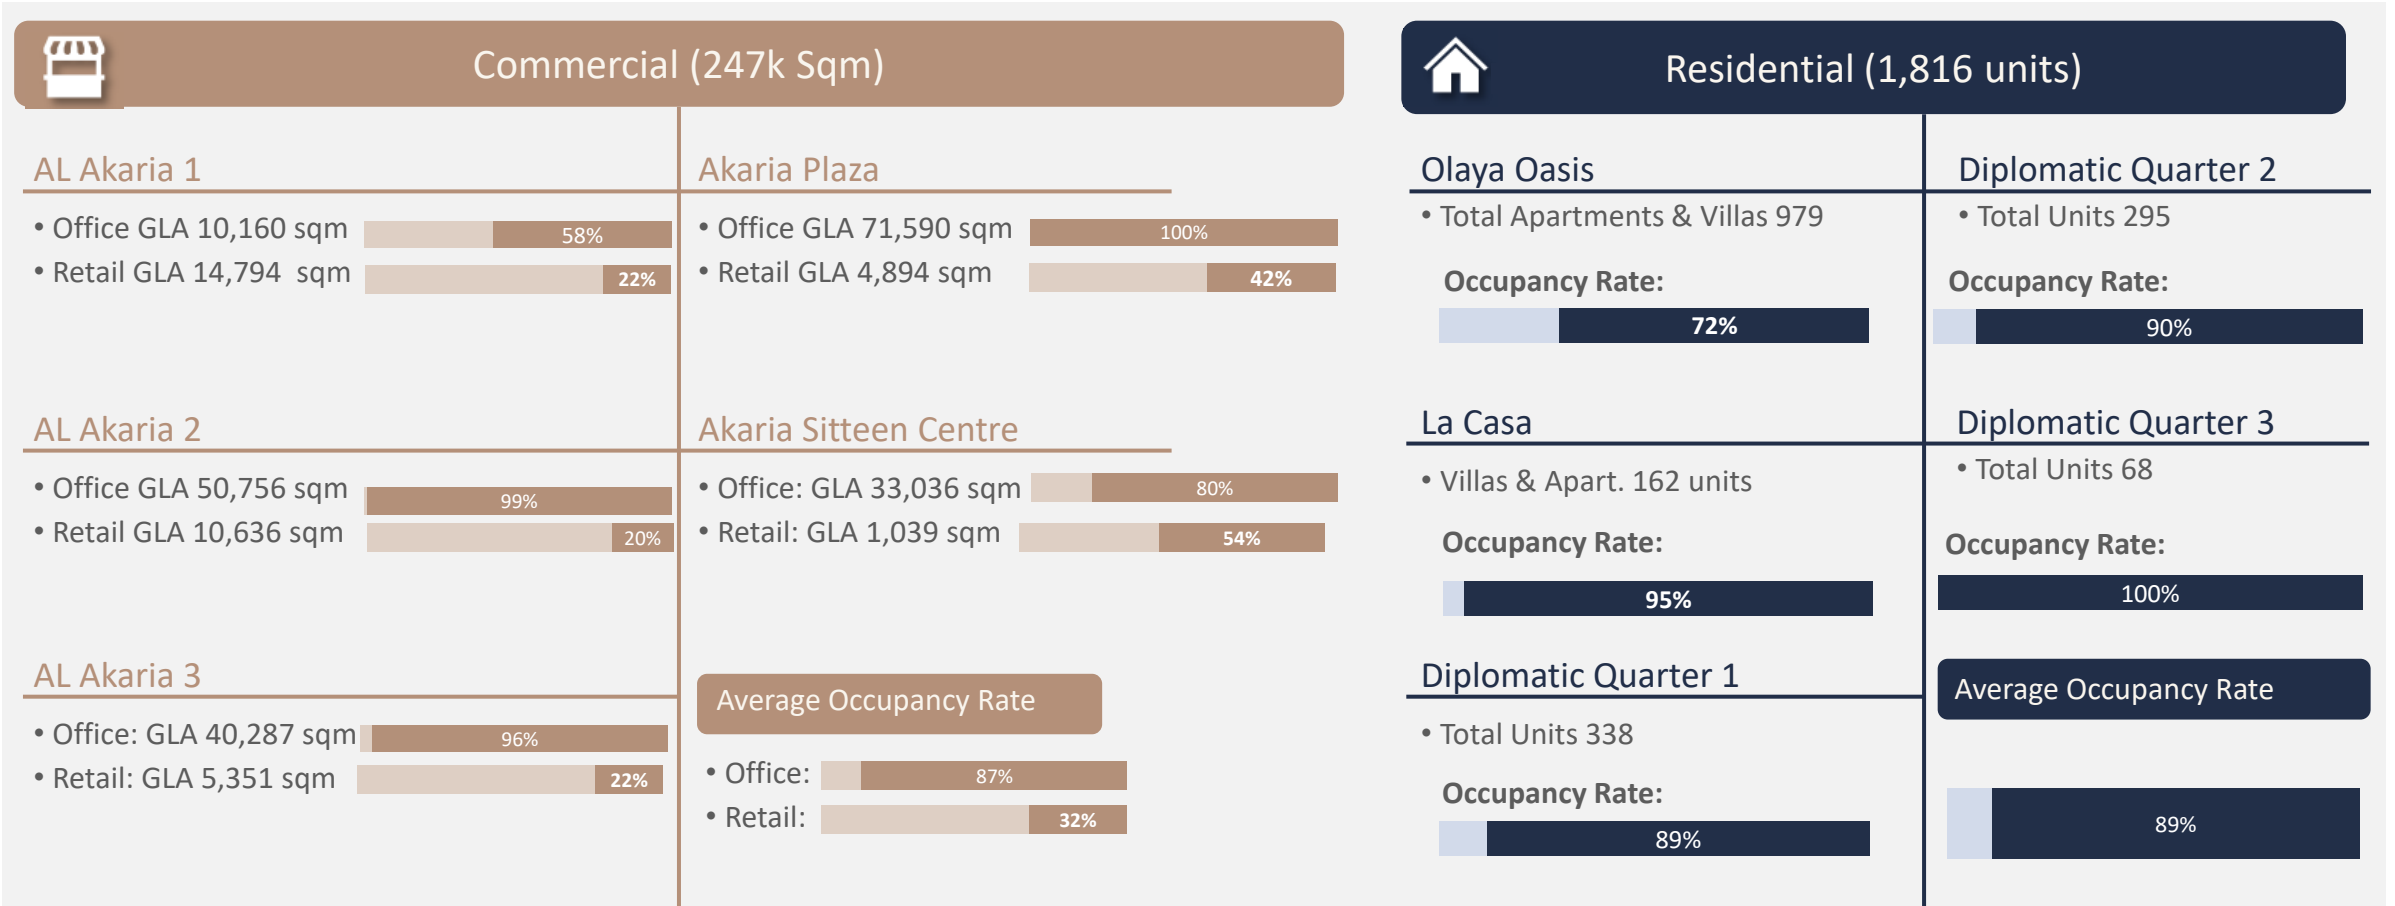 Commercial (247k Sqm)
AL Akaria 1
• Office GLA 10,160 sqm
58%
• Retail GLA 14,794 sqm
22%
Akaria Plaza
• Office GLA 71,590 sqm
100%
• Retail GLA 4,894 sqm
42%
AL Akaria 2
• Office GLA 50,756 sqm
99%
• Retail GLA 10,636 sqm
20%
Akaria Sitteen Centre
• Office: GLA 33,036 sqm
80%
• Retail: GLA 1,039 sqm
54%
AL Akaria 3
• Office: GLA 40,287 sqm
96%
• Retail: GLA 5,351 sqm
22%
Average Occupancy Rate
• Office:
87%
• Retail:
32%
Residential (1,816 units)
Olaya Oasis
• Total Apartments & Villas 979
Occupancy Rate:
72%
Diplomatic Quarter 2
• Total Units 295
Occupancy Rate:
90%
La Casa
• Villas & Apart. 162 units
Occupancy Rate:
95%
Diplomatic Quarter 3
• Total Units 68
Occupancy Rate:
100%
Diplomatic Quarter 1
• Total Units 338
Occupancy Rate:
89%
Average Occupancy Rate
89%